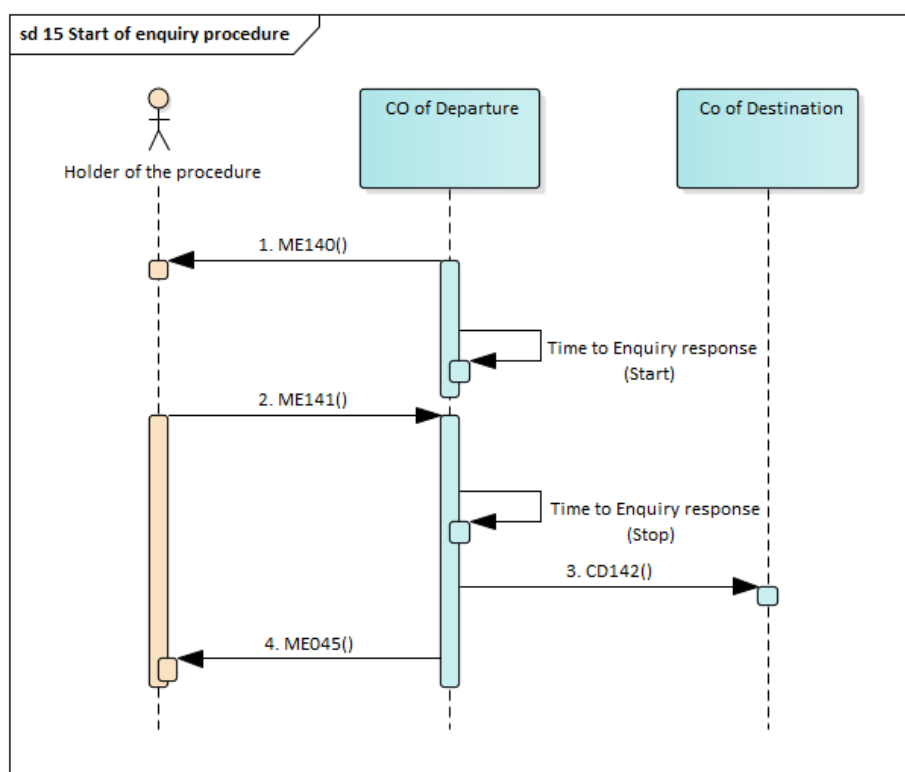 sd 15 Start of enquiry procedure
CO of Departure
Co of Destination
Holder of the procedure
1. ME140()
Time to Enquiry response
(Start)
2. ME141()
Time to Enquiry response
(Stop)
3. CD142()
4. ME045()